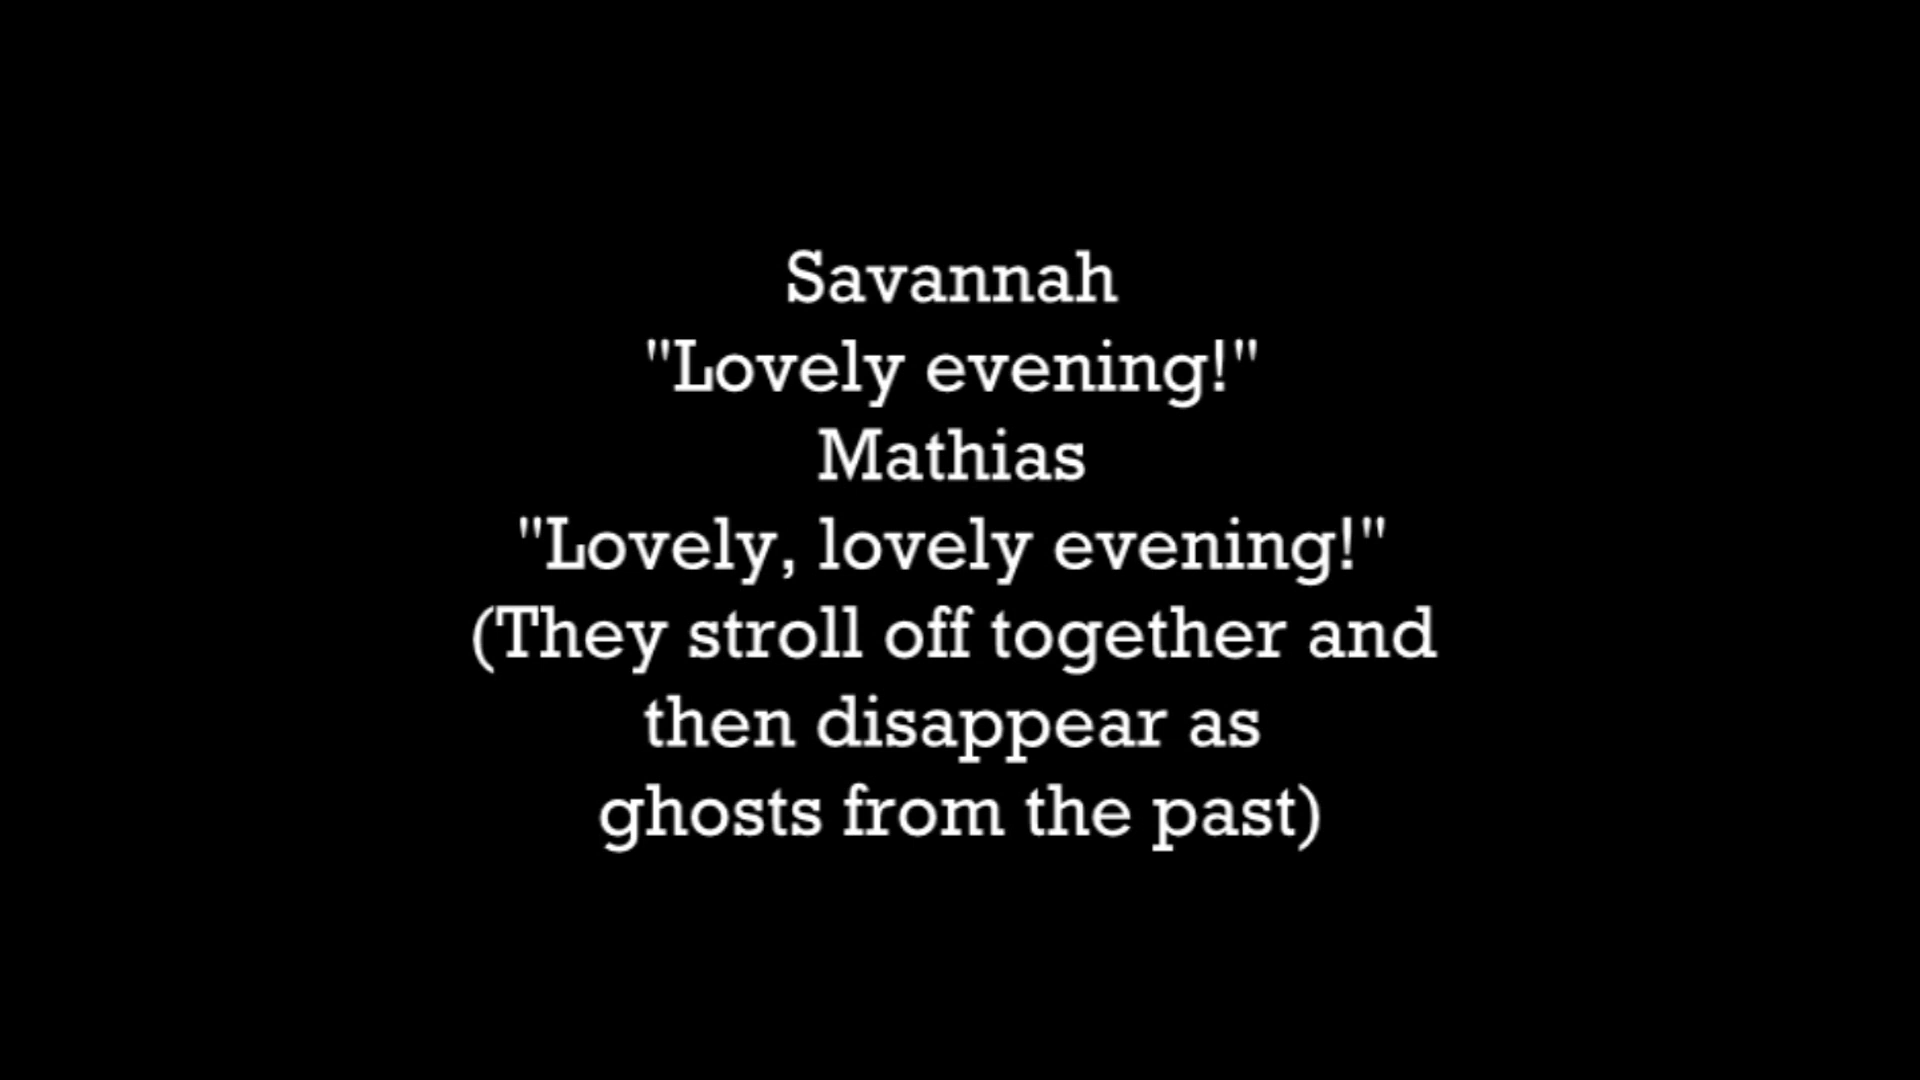 Savannah
"Lovely evening!"
Mathias
"Lovely, lovely evening!"
(They stroll off together and
then disappear as
ghosts from the past)